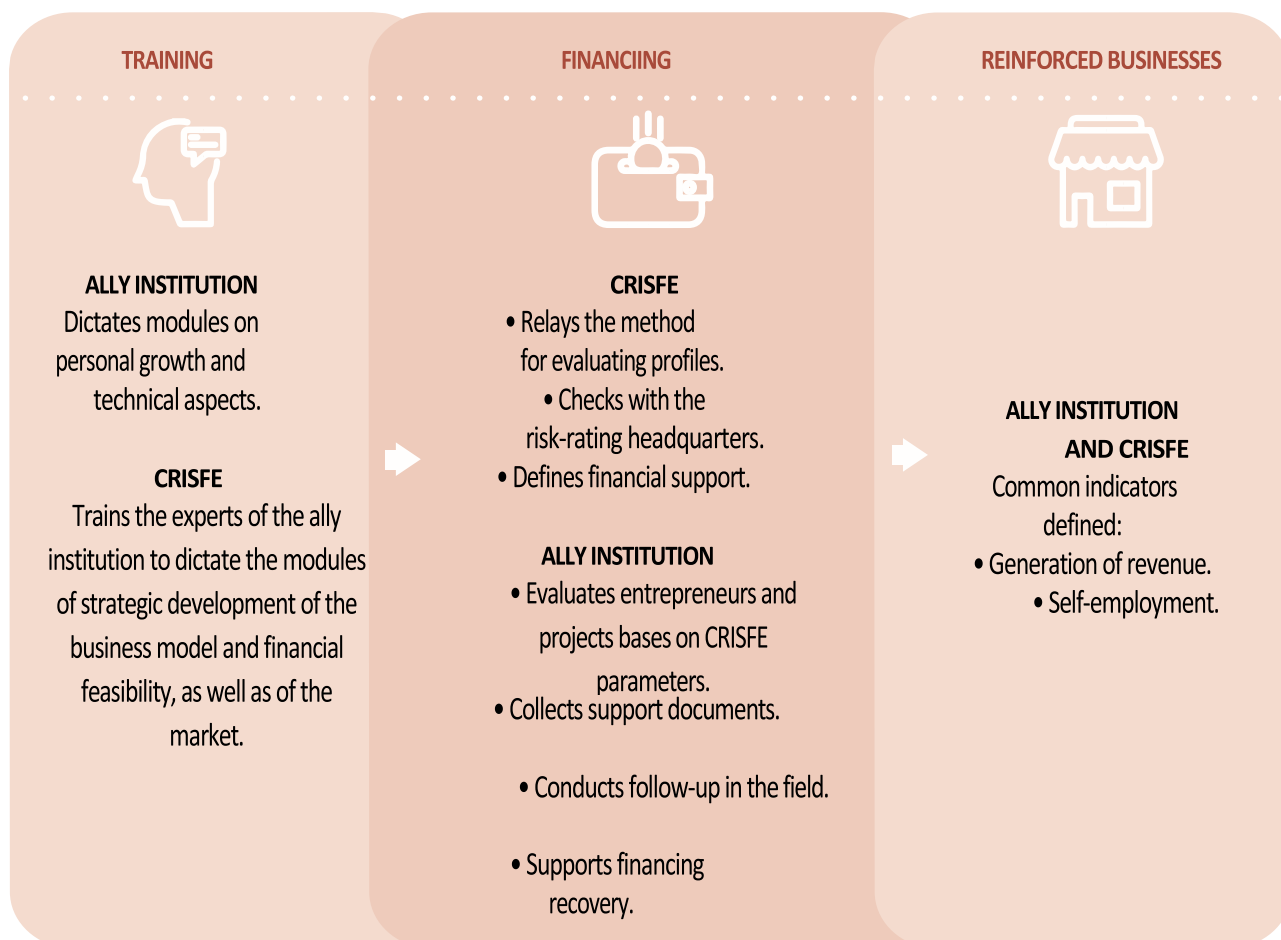 TRAINING
ALLY INSTITUTION
Dictates modules on
personal growth and
technical aspects.
CRISFE
Trains the experts of the ally
institution to dictate the modules
of strategic development of the
business model and financial
feasibility, as well as of the
market.
FINANCIING
CRISFE
• Relays the method
for evaluating profiles.
• Checks with the
risk-rating headquarters.
• Defines financial support.
ALLY INSTITUTION
• Evaluates entrepreneurs and
projects bases on CRISFE
parameters.
• Collects support documents.
• Conducts follow-up in the field.
• Supports financing
recovery.
REINFORCED BUSINESSES
ALLY INSTITUTION
AND CRISFE
Common indicators
defined:
• Generation of revenue.
• Self-employment.